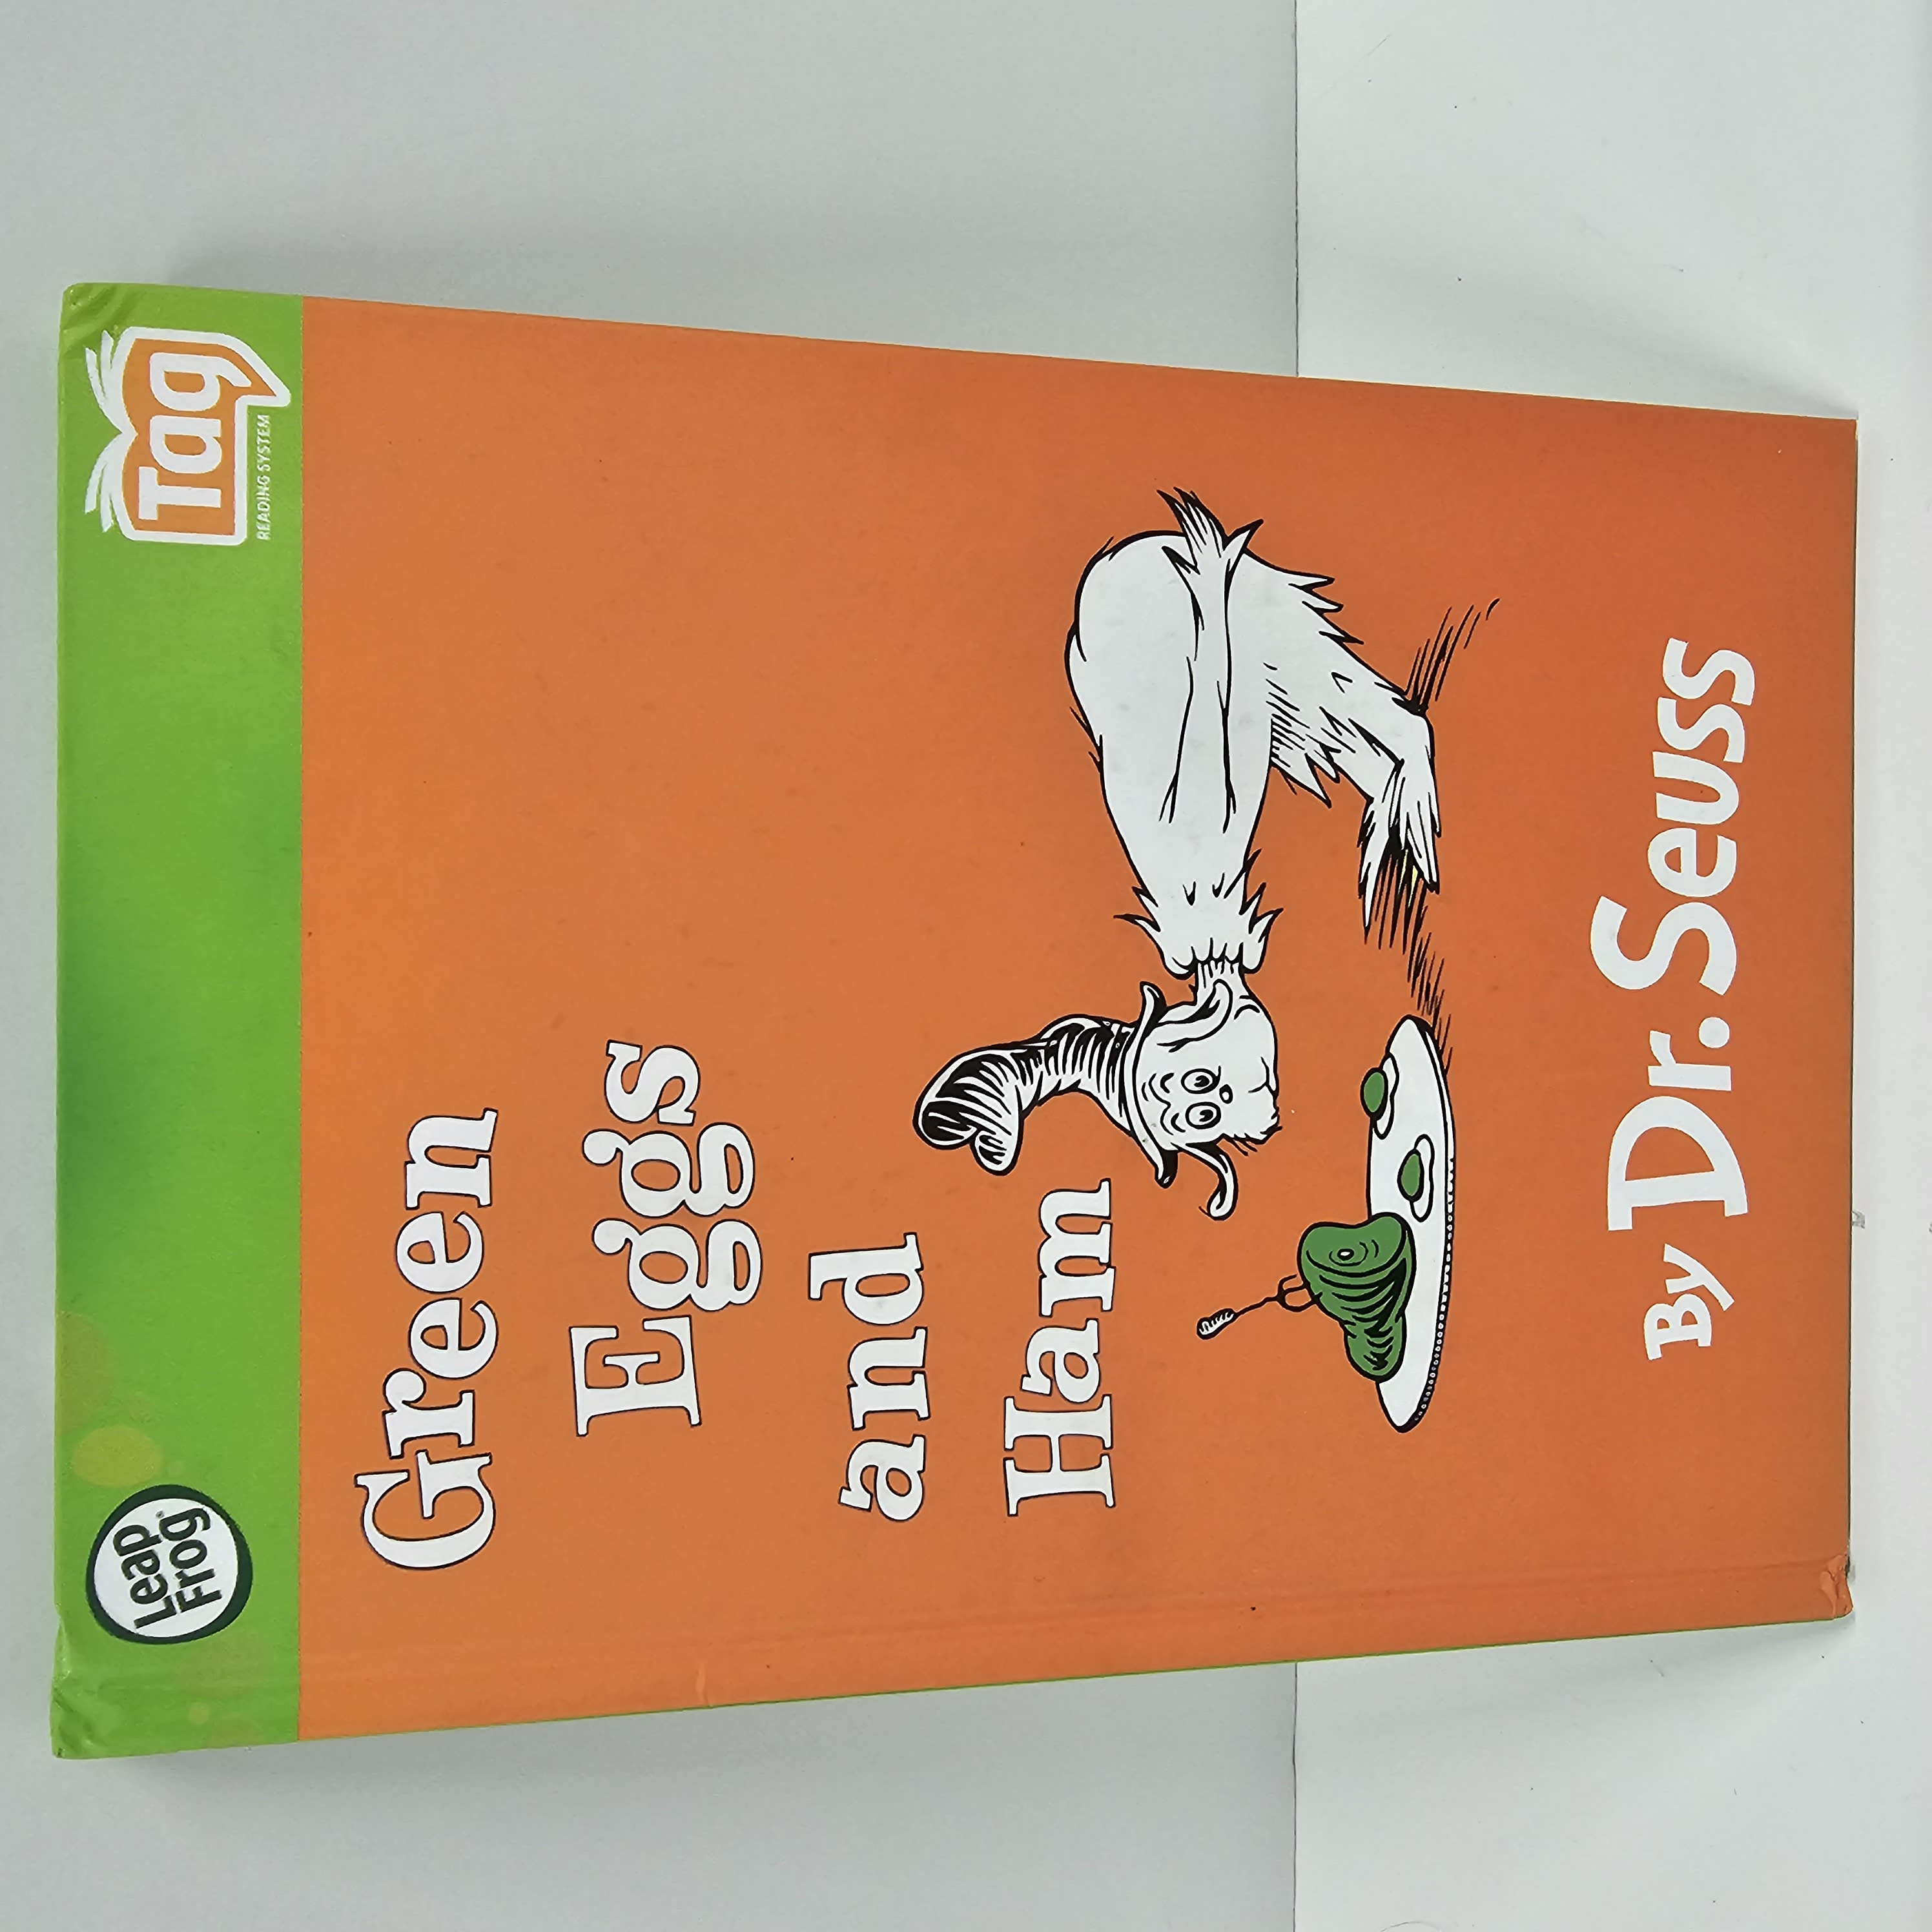 Leap
Frog
Tag
READING SYSTEM
Green
Eggs
and
Ham
By Dr. Seuss